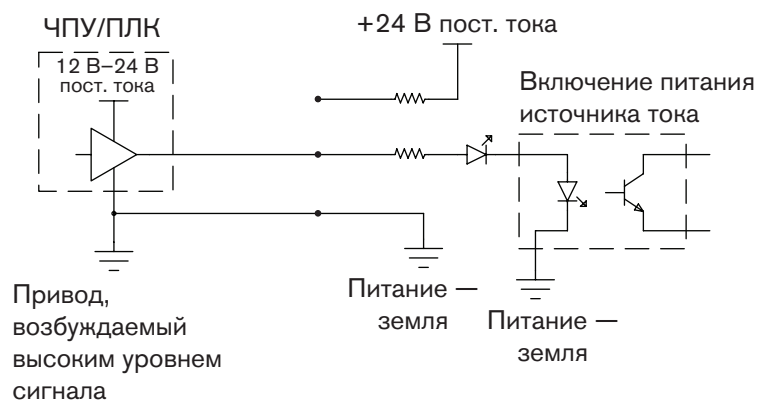 ЧПУ/ПЛК
12 В–24 В
пост. тока
+24 В пост. тока
Включение питания
источника тока
Привод,
возбуждаемый
высоким уровнем
сигнала
Питание —
земля
Питание —
земля